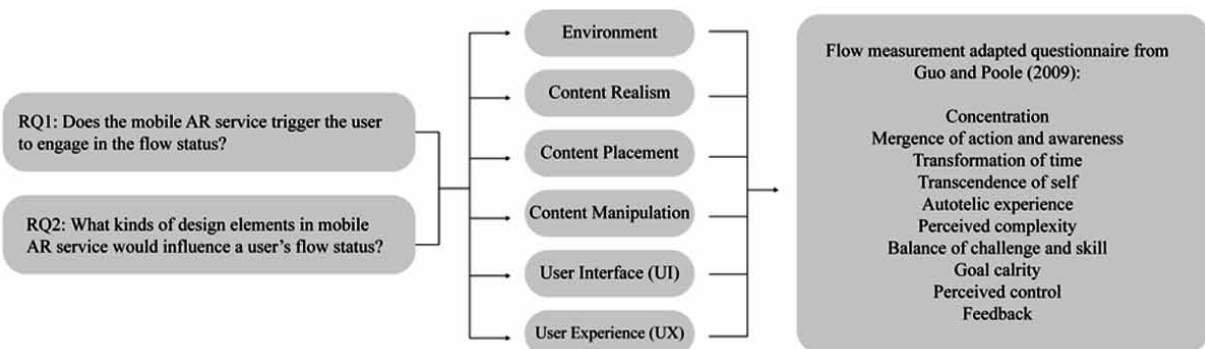 RQ1: Does the mobile AR service trigger the user
to engage in the flow status?
RQ2: What kinds of design elements in mobile
AR service would influence a user's flow status?
Environment
Content Realism
Content Placement
Content Manipulation
User Interface (UI)
User Experience (UX)
Flow measurement adapted questionnaire from
Guo and Poole (2009):
Concentration
Mergence of action and awareness
Transformation of time
Transcendence of self
Autotelic experience
Perceived complexity
Balance of challenge and skill
Goal calrity
Perceived control
Feedback